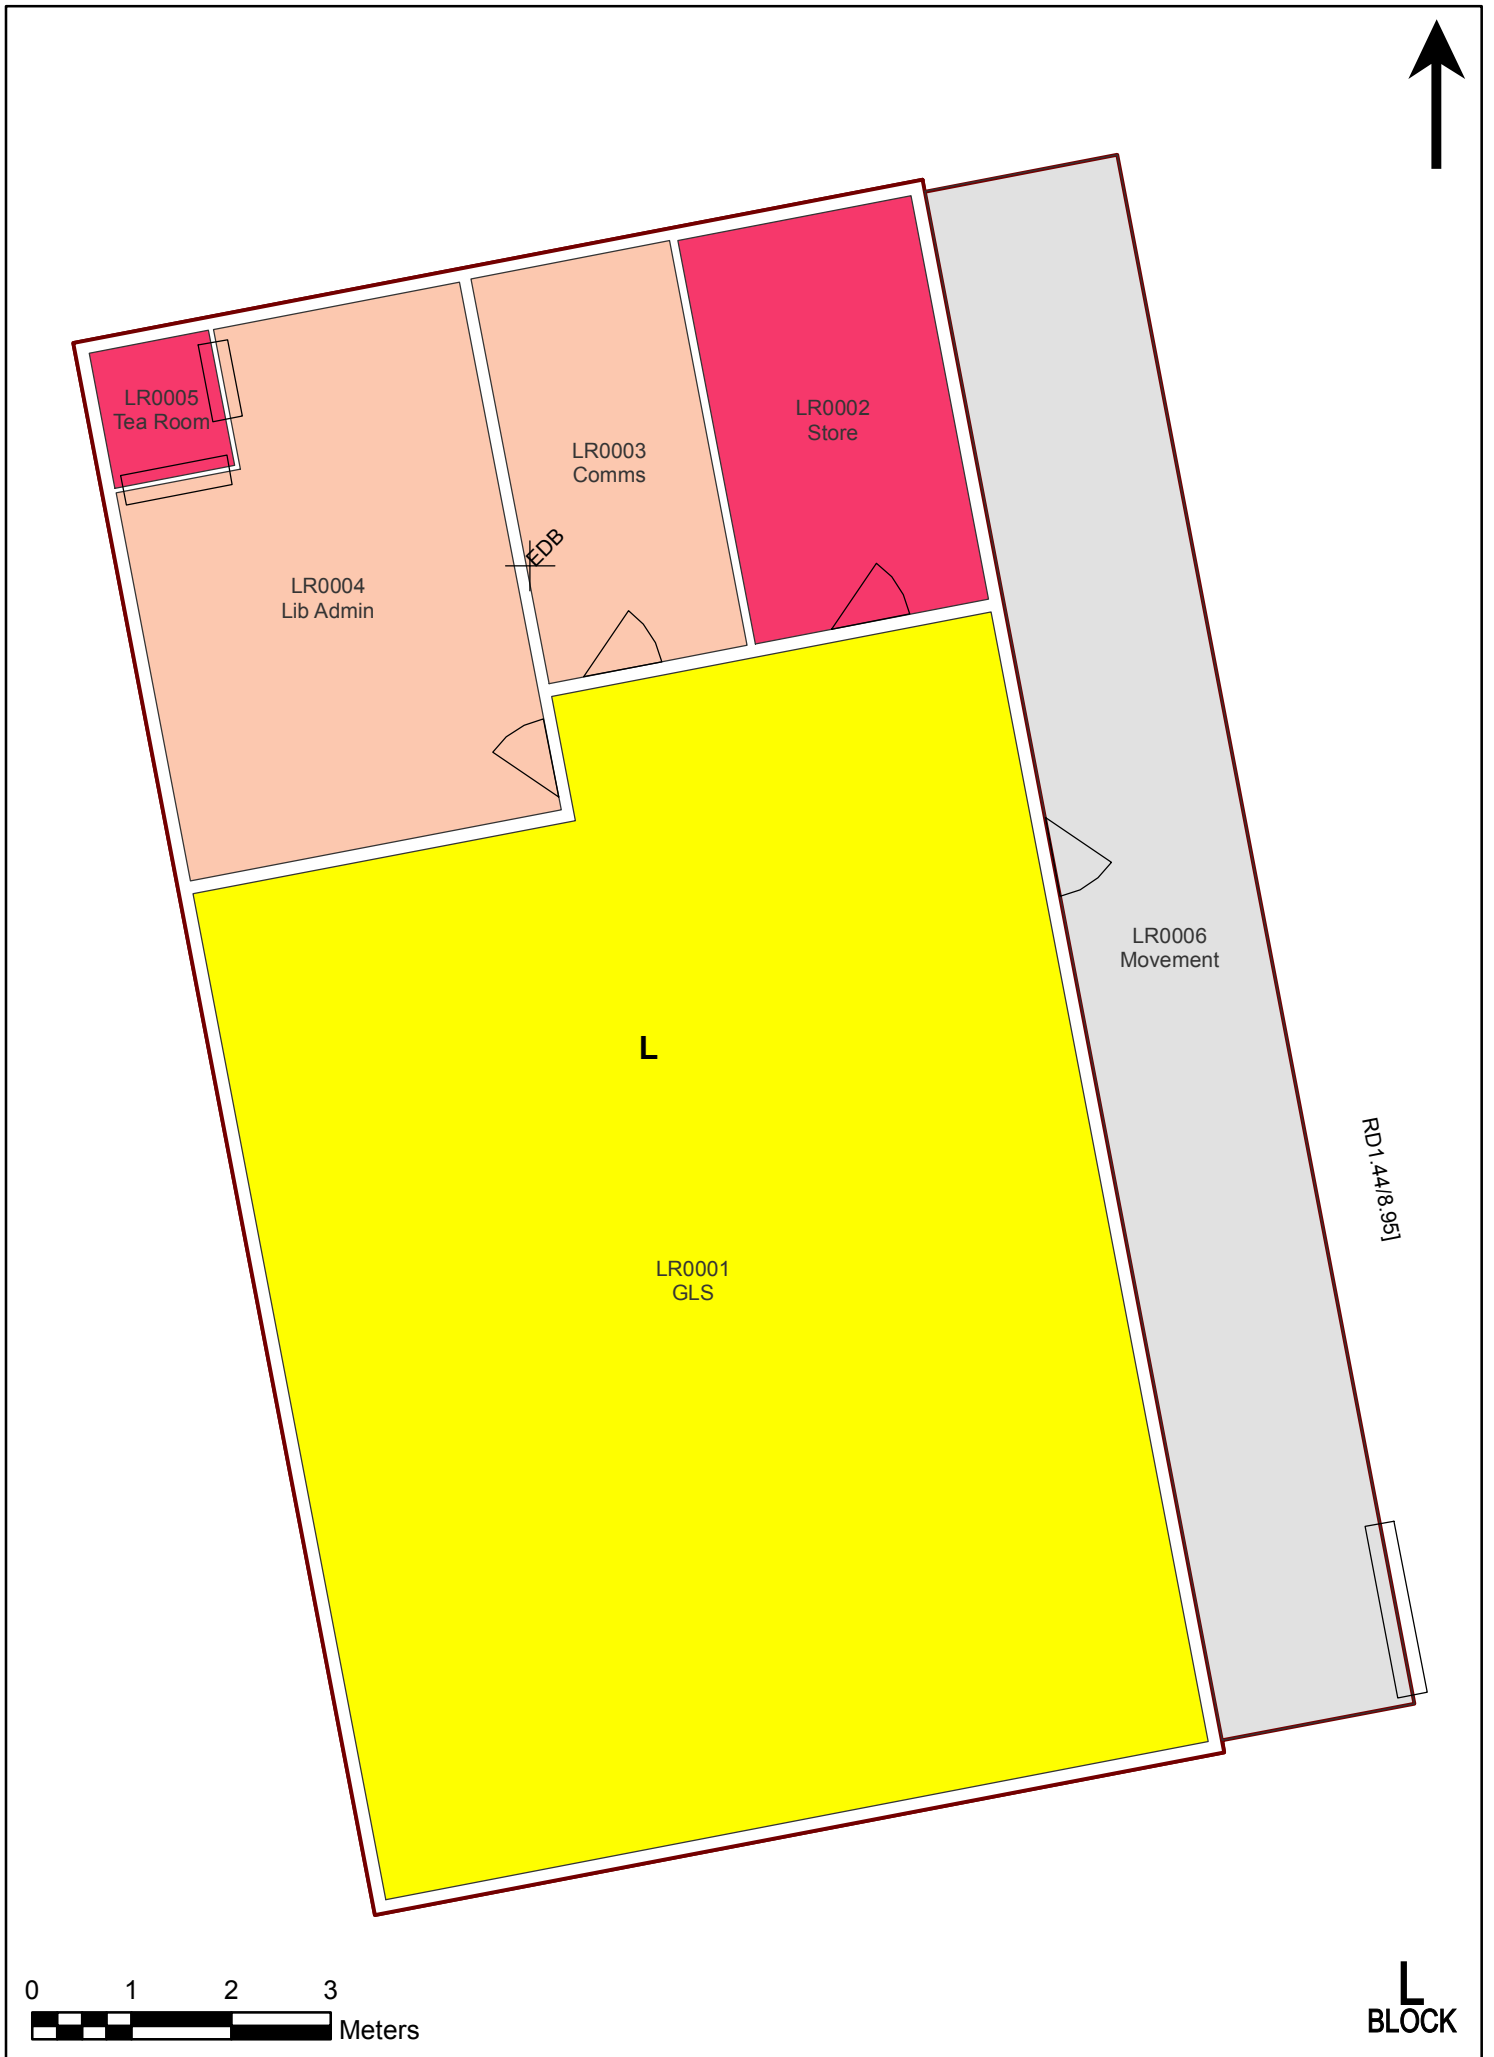 LR0005
Tea Room
LR0002
Store
LR0003
Comms
EDB
LR0004
Lib Admin
LR0006
Movement
L
RD1.44/8.95]
LR0001
GLS
0 1 2 3
Meters
L
BLOCK